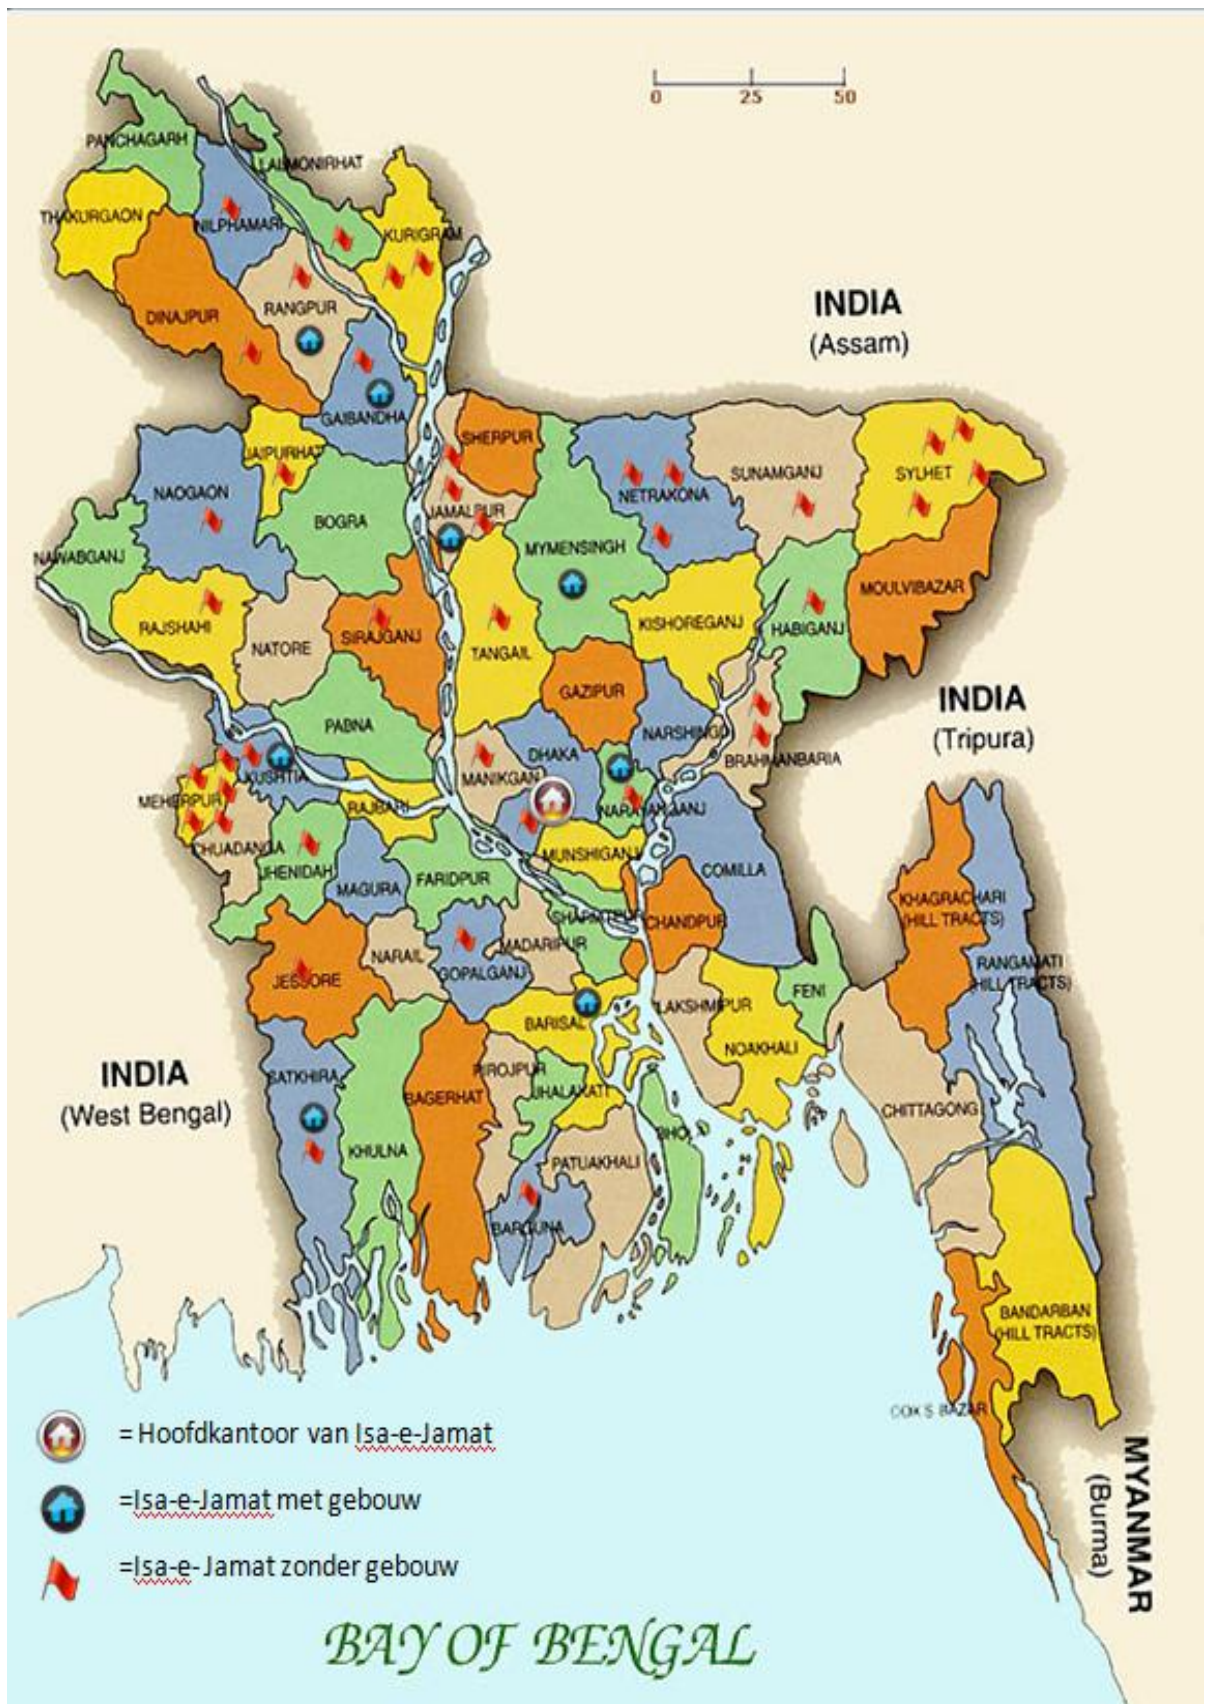 0 25 50
PANCHAGARH
LALMONIRHAT
THAKURGAON
NILPHAMARI
KURIGRAM
DINAJPUR
RANGPUR
INDIA
(Assam)
GAIBANDHA
SHERPUR
JAIPURHAT
NAOGAON
BOGRA
JAMALPUR
NETRAKONA
SUNAMGANJ
SYLHET
NAWABGANJ
MYMENSINGH
MOULVIBAZAR
RAJSHAHI
NATORE
SIRAJGANJ
TANGAIL
KISHOREGANJ
HABIGANJ
GAZIPUR
INDIA
(Tripura)
PABNA
DHAKA
NARSHINGDI
BRAHMANBARIA
KUSHTIA
MANIKGANJ
MEHERPUR
RAJBARI
NARAYANGANJ
CHUADANGA
MUNSHIGANJ
JHENIDAH
MAGURA
FARIDPUR
COMILLA
KHAGRACHARI
(HILL TRACTS)
SHARIATPUR
CHANDPUR
MADARIPUR
NARAIL
GOPALGANJ
JESSORE
RANGAMATI
(HILL TRACTS)
FENI
LAKSHMIPUR
BARISAL
NOAKHALI
INDIA
(West Bengal)
SATKHIRA
PIROJPUR
JHALAKATI
BAGERHAT
CHITTAGONG
KHULNA
BHOLA
PATUAKHALI
BARGUNA
BANDARBAN
(HILL TRACTS)
COX'S BAZAR
= Hoofdkantoor van Isa-e-Jamat
=Isa-e-Jamat met gebouw
=Isa-e- Jamat zonder gebouw
MYANMAR
(Burma)
BAY OF BENGAL